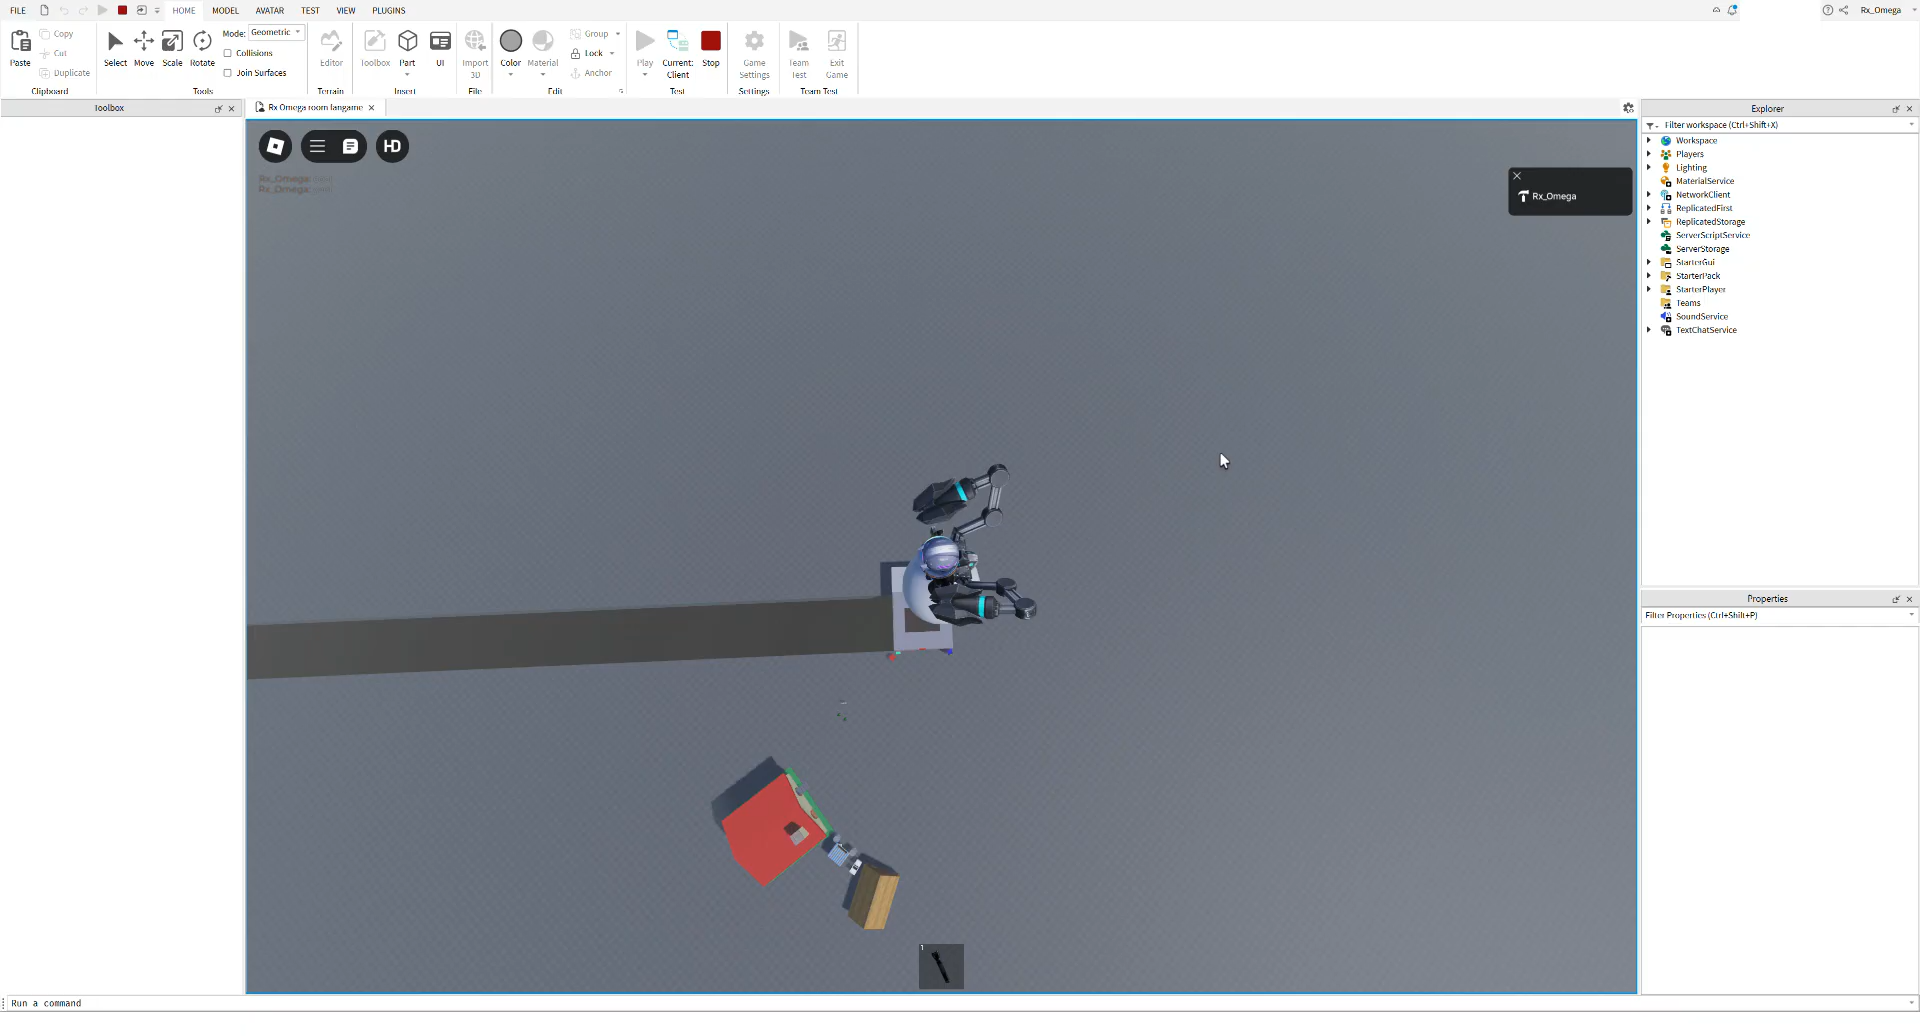 FILE MODEL AVATAR TEST VIEW PLUGINS HOME
Rx_Omega
Paste
Copy
Cut
Duplicate
Clipboard
Select
Move
Scale
Rotate
Mode: Geometric
Collisions
Join Surfaces
Tools
Editor
Terrain
Toolbox
Part
UI
Insert
Import
3D
File
Color
Material
Group
Lock
Anchor
Edit
Play
Current:
Client
Stop
Test
Game
Settings
Settings
Team
Test
Exit
Game
Team Test
Toolbox
Rx Omega room langame
HD
Rx_Omega:
Rx_Omega:
Rx_Omega
1
Explorer
Filter workspace (Ctrl+Shift+X)
Workspace
Players
Lighting
MaterialService
NetworkClient
ReplicatedFirst
ReplicatedStorage
ServerScriptService
ServerStorage
StarterGui
StarterPack
StarterPlayer
Teams
SoundService
TextChatService
Properties
Filter Properties (Ctrl+Shift+P)
Run a command